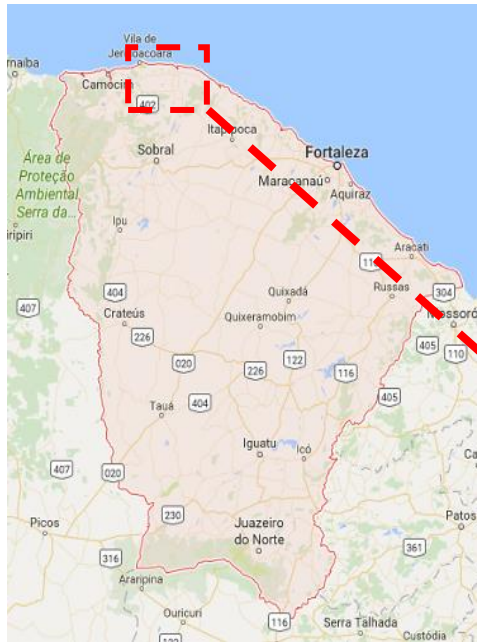 Vila de
Jericoacoara
rnaiba
Camocim
402
Itapipoca
Sobral
Fortaleza
Área de
Proteção
Ambiental
Serra da...
Maracanaú
Aquiraz
iripiri
Ipu
Aracati
116
404
Quixadá
Russas
304
407
Crateús
Quixeramobim
Mossoró
226
405
110
020
122
226
116
Tauá
404
405
Iguatu
Icó
407
020
230
Picos
Juazeiro
do Norte
Patos
316
361
Araripina
Ouricuri
116
Serra Talhada
Custódia